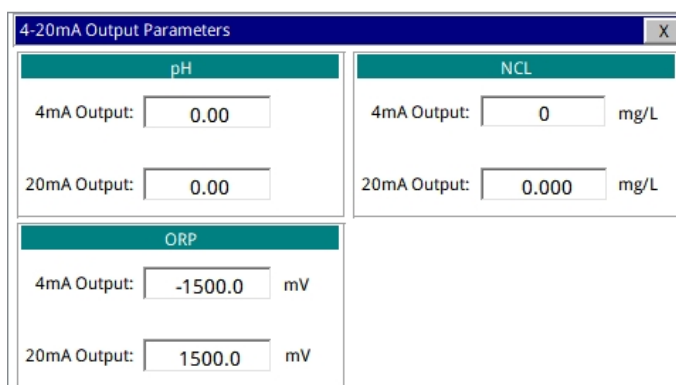 4-20mA Output Parameters X
pH
4mA Output: 0.00
20mA Output: 0.00
NCL
4mA Output: 0 mg/L
20mA Output: 0.000 mg/L
ORP
4mA Output: -1500.0 mV
20mA Output: 1500.0 mV